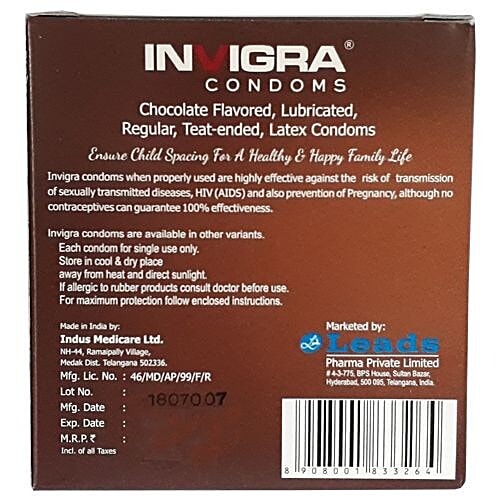 INVIGRA®
CONDOMS
Chocolate Flavored, Lubricated,
Regular, Teat-ended, Latex Condoms
Ensure Child Spacing For A Healthy & Happy Family Life
Invigra condoms when properly used are highly effective against the risk of transmission
of sexually transmitted diseases, HIV (AIDS) and also prevention of Pregnancy, although no
contraceptives can guarantee 100% effectiveness.
Invigra condoms are available in other variants.
Each condom for single use only.
Store in cool & dry place
away from heat and direct sunlight.
If allergic to rubber products consult doctor before use.
For maximum protection follow enclosed instructions.
Made in India by:
Indus Medicare Ltd.
NH-44, Ramaipally Village,
Medak Dist. Telangana 502336.
Mfg. Lic. No. : 46/MD/AP/99/F/R
Lot No. : 1807007
Mfg. Date :
Exp. Date :
M.R.P. ₹ :
Incl. of all Taxes
Marketed by:
Leads
Pharma Private Limited
# 4-3-775, BPS House, Sultan Bazar,
Hyderabad, 500 095, Telangana, India.
8 908001 833264